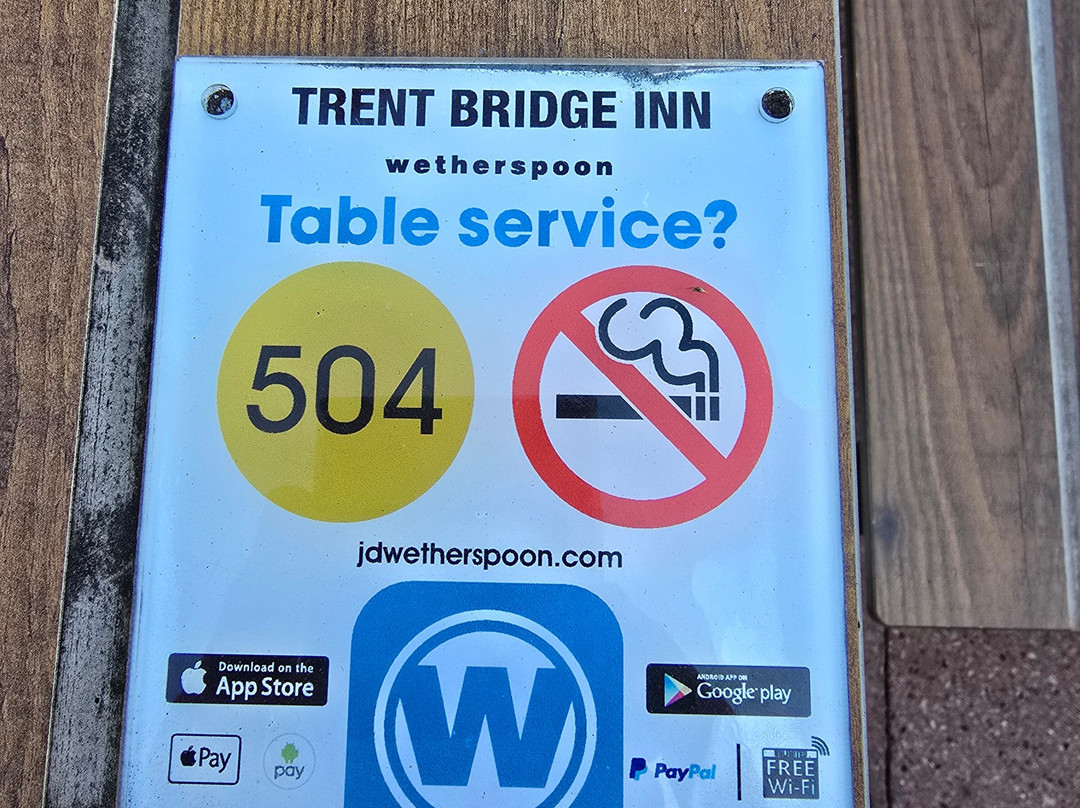 TRENT BRIDGE INN
wetherspoon
Table service?
504
jdwetherspoon.com
W
Download on the
App Store
ANDROID APP ON
Google play
Pay
pay
PayPal
UNLIMITED
FREE
Wi-Fi